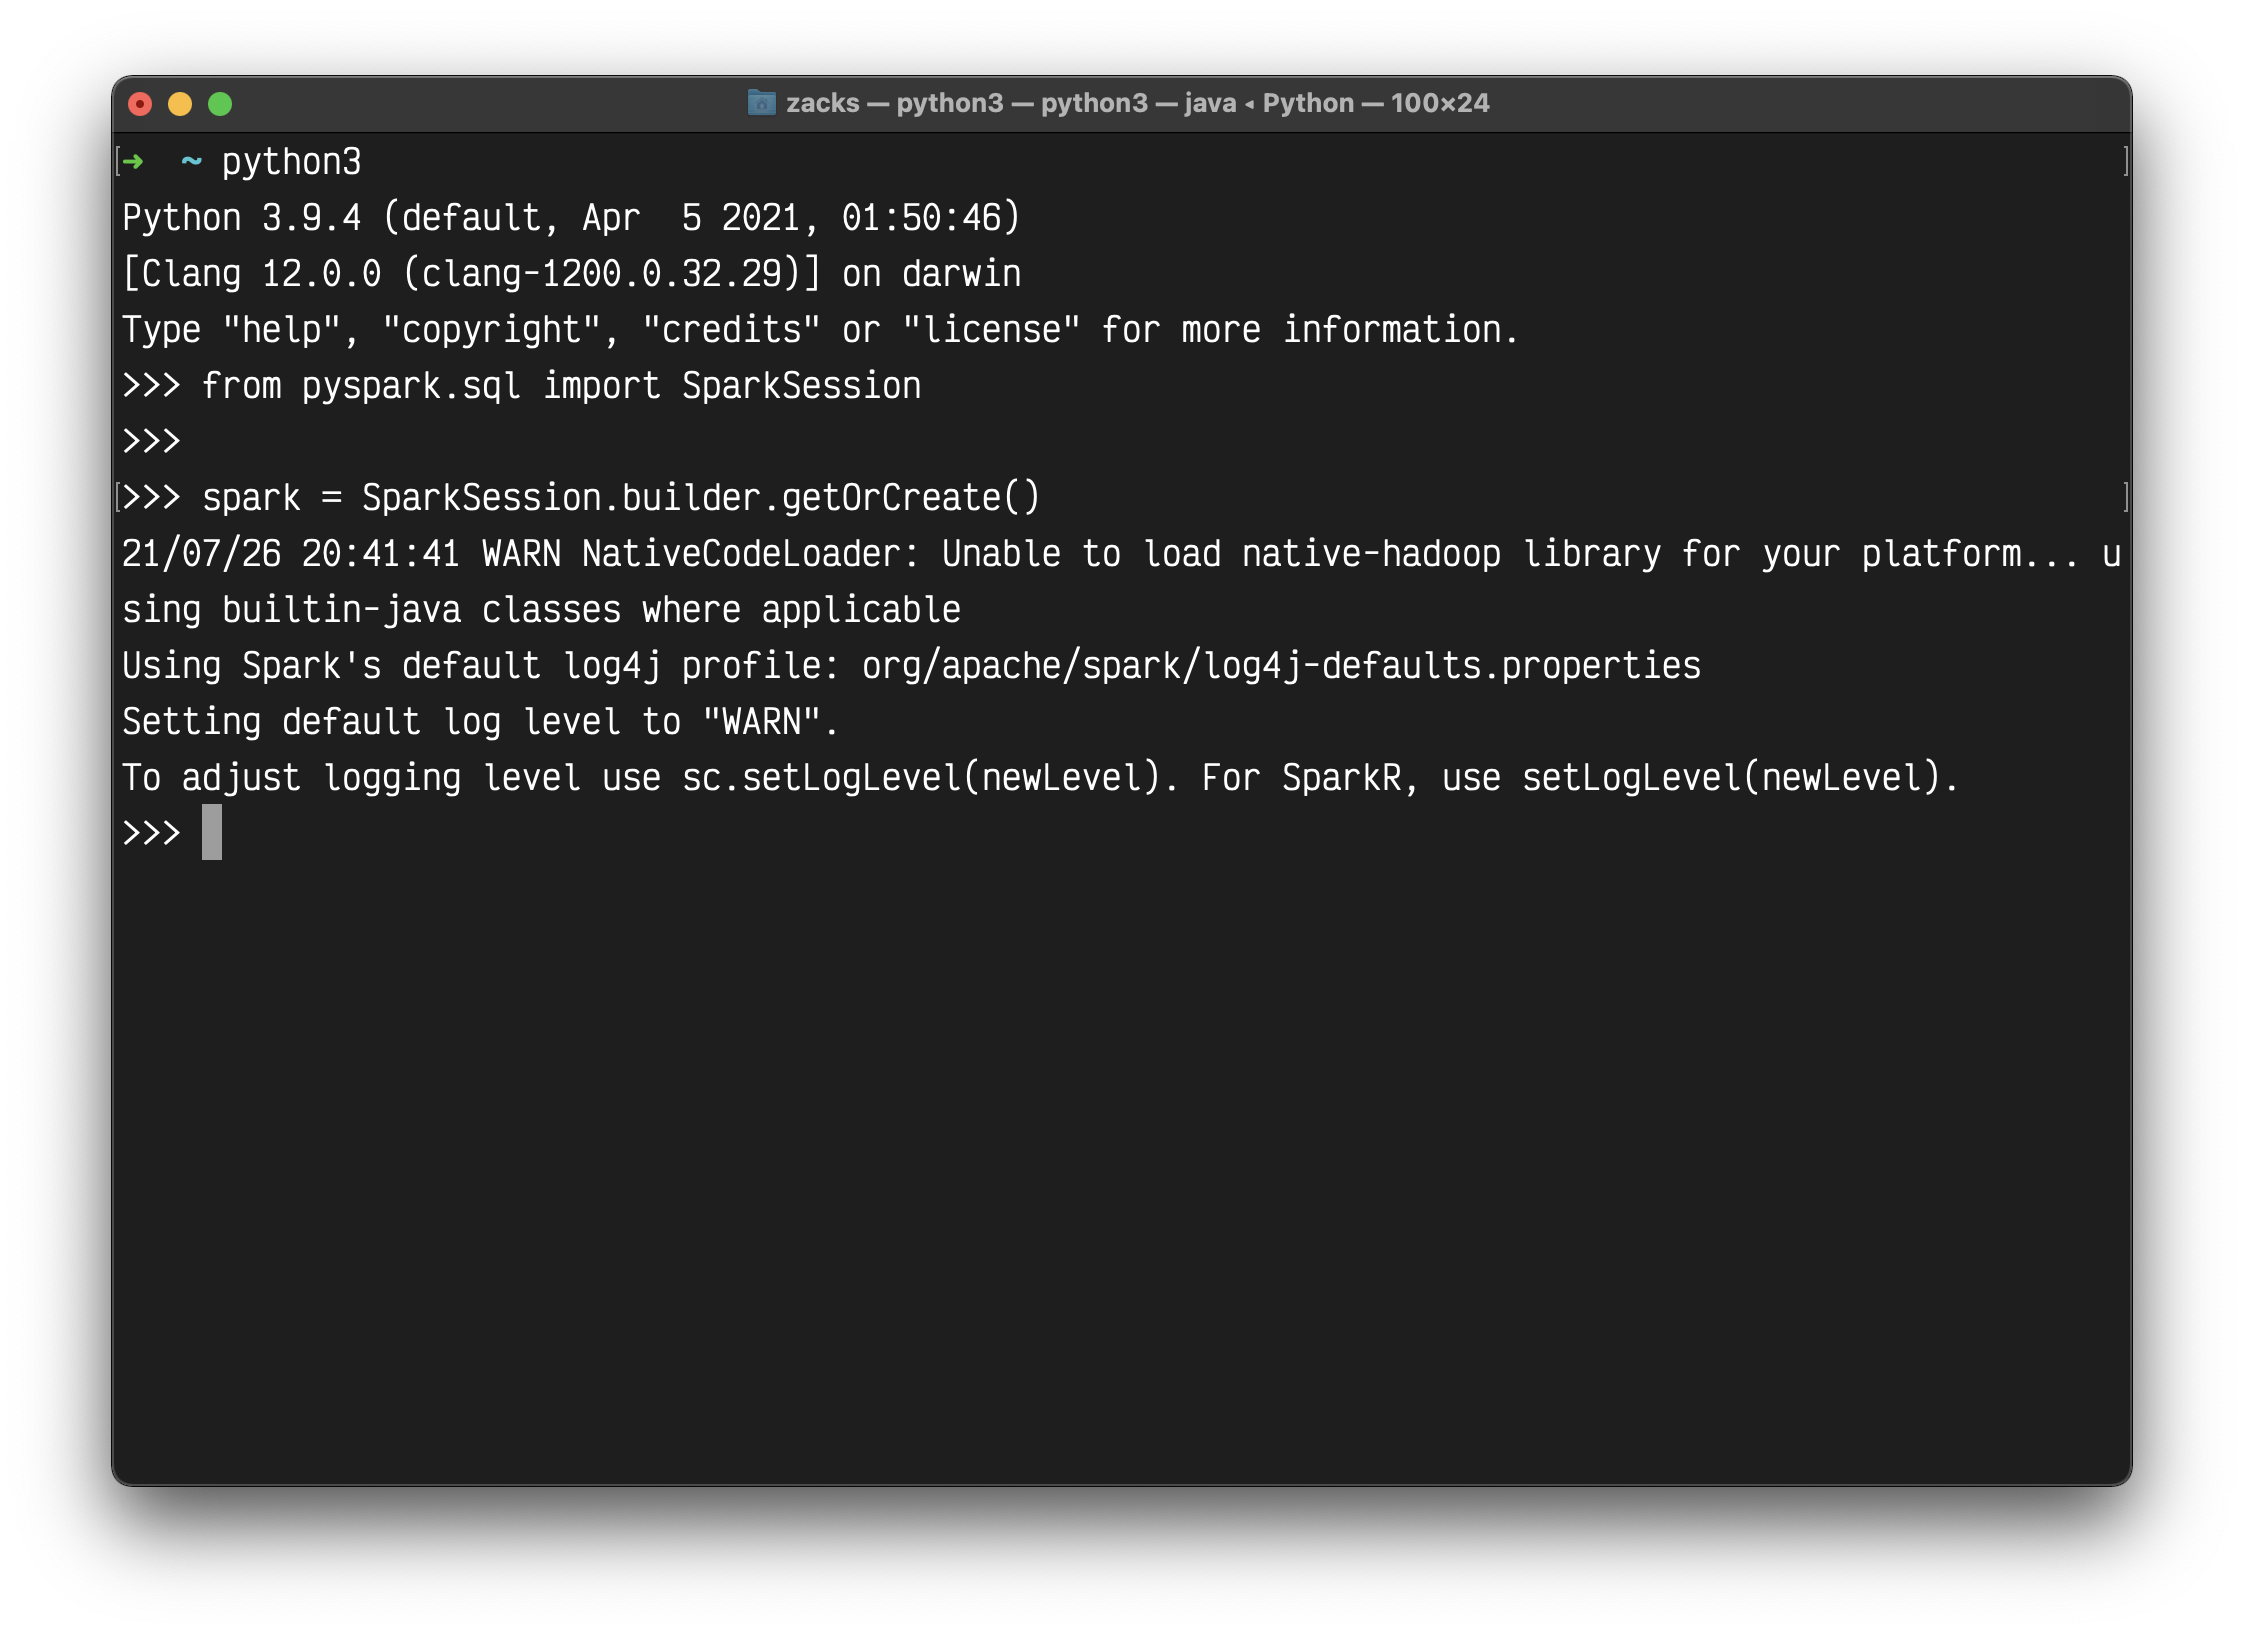 zacks — python3 — python3 — java ◂ Python — 100×24
[➜  ~ python3 ]
Python 3.9.4 (default, Apr  5 2021, 01:50:46)
[Clang 12.0.0 (clang-1200.0.32.29)] on darwin
Type "help", "copyright", "credits" or "license" for more information.
>>> from pyspark.sql import SparkSession
>>>
[>>> spark = SparkSession.builder.getOrCreate() ]
21/07/26 20:41:41 WARN NativeCodeLoader: Unable to load native-hadoop library for your platform... u
sing builtin-java classes where applicable
Using Spark's default log4j profile: org/apache/spark/log4j-defaults.properties
Setting default log level to "WARN".
To adjust logging level use sc.setLogLevel(newLevel). For SparkR, use setLogLevel(newLevel).
>>>